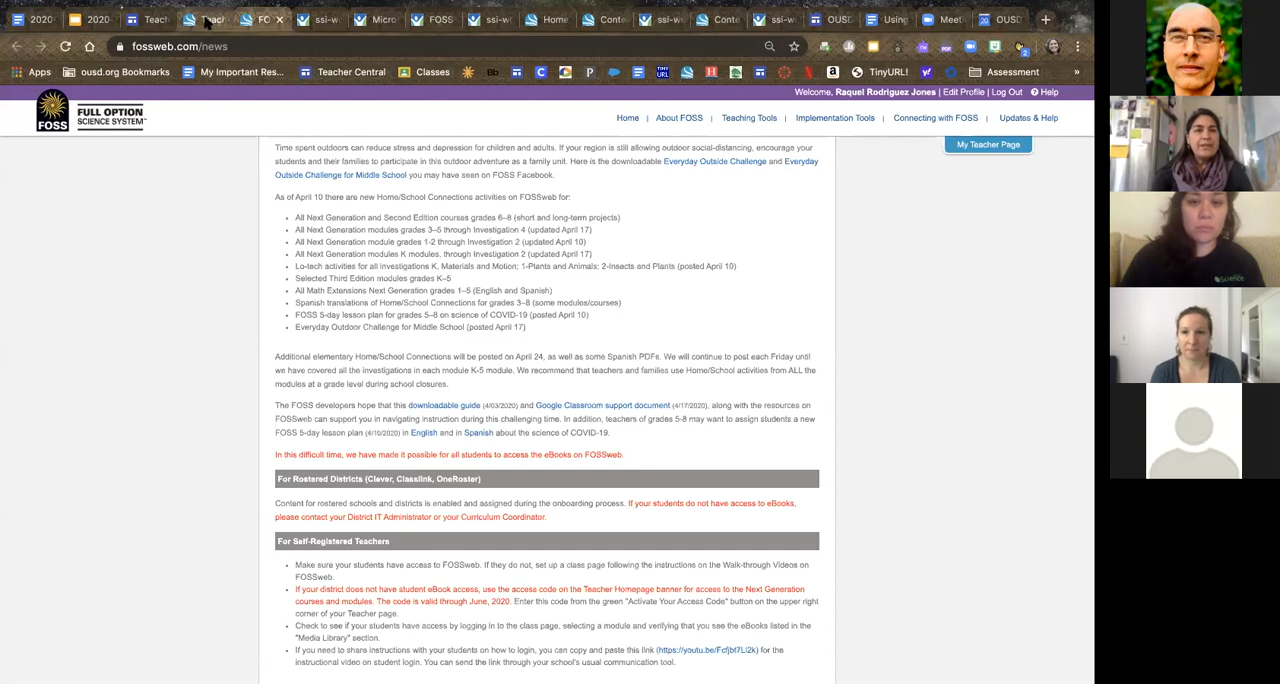 2020
2020
Teach
Teach
FO
ssi-w
Micro
FOSS
ssi-w
Home
Conte
ssi-w
Conte
ssi-w
OUSD
Using
Meeti
OUSD
fossweb.com/news
Apps
ousd.org Bookmarks
My Important Res...
Teacher Central
Classes
TinyURL!
Assessment
»
Welcome, Raquel Rodriguez Jones | Edit Profile | Log Out Help
FOSS
FULL OPTION
SCIENCE SYSTEM™
Home | About FOSS | Teaching Tools | Implementation Tools | Connecting with FOSS | Updates & Help
My Teacher Page
Time spent outdoors can reduce stress and depression for children and adults. If your region is still allowing outdoor social-distancing, encourage your
students and their families to participate in this outdoor adventure as a family unit. Here is the downloadable Everyday Outside Challenge and Everyday
Outside Challenge for Middle School you may have seen on FOSS Facebook.
As of April 10 there are new Home/School Connections activities on FOSSweb for:
• All Next Generation and Second Edition courses grades 6–8 (short and long-term projects)
• All Next Generation modules grades 3–5 through Investigation 4 (updated April 17)
• All Next Generation module grades 1-2 through Investigation 2 (updated April 10)
• All Next Generation modules K modules, through Investigation 2 (updated April 17)
• Lo-tech activities for all investigations K, Materials and Motion; 1-Plants and Animals; 2-Insects and Plants (posted April 10)
• Selected Third Edition modules grades K–5
• All Math Extensions Next Generation grades 1–5 (English and Spanish)
• Spanish translations of Home/School Connections for grades 3–8 (some modules/courses)
• FOSS 5-day lesson plan for grades 5–8 on science of COVID-19 (posted April 10)
• Everyday Outdoor Challenge for Middle School (posted April 17)
Additional elementary Home/School Connections will be posted on April 24, as well as some Spanish PDFs. We will continue to post each Friday until
we have covered all the investigations in each module K-5 module. We recommend that teachers and families use Home/School activities from ALL the
modules at a grade level during school closures.
The FOSS developers hope that this downloadable guide (4/03/2020) and Google Classroom support document (4/17/2020), along with the resources on
FOSSweb can support you in navigating instruction during this challenging time. In addition, teachers of grades 5-8 may want to assign students a new
FOSS 5-day lesson plan (4/10/2020) in English and in Spanish about the science of COVID-19.
In this difficult time, we have made it possible for all students to access the eBooks on FOSSweb.
For Rostered Districts (Clever, Classlink, OneRoster)
Content for rostered schools and districts is enabled and assigned during the onboarding process. If your students do not have access to eBooks,
please contact your District IT Administrator or your Curriculum Coordinator.
For Self-Registered Teachers
• Make sure your students have access to FOSSweb. If they do not, set up a class page following the instructions on the Walk-through Videos on
FOSSweb.
• If your district does not have student eBook access, use the access code on the Teacher Homepage banner for access to the Next Generation
courses and modules. The code is valid through June, 2020. Enter this code from the green "Activate Your Access Code" button on the upper right
corner of your Teacher page.
• Check to see if your students have access by logging in to the class page, selecting a module and verifying that you see the eBooks listed in the
"Media Library" section.
• If you need to share instructions with your students on how to login, you can copy and paste this link (https://youtu.be/Fcfjbt7Li2k) for the
instructional video on student login. You can send the link through your school's usual communication tool.